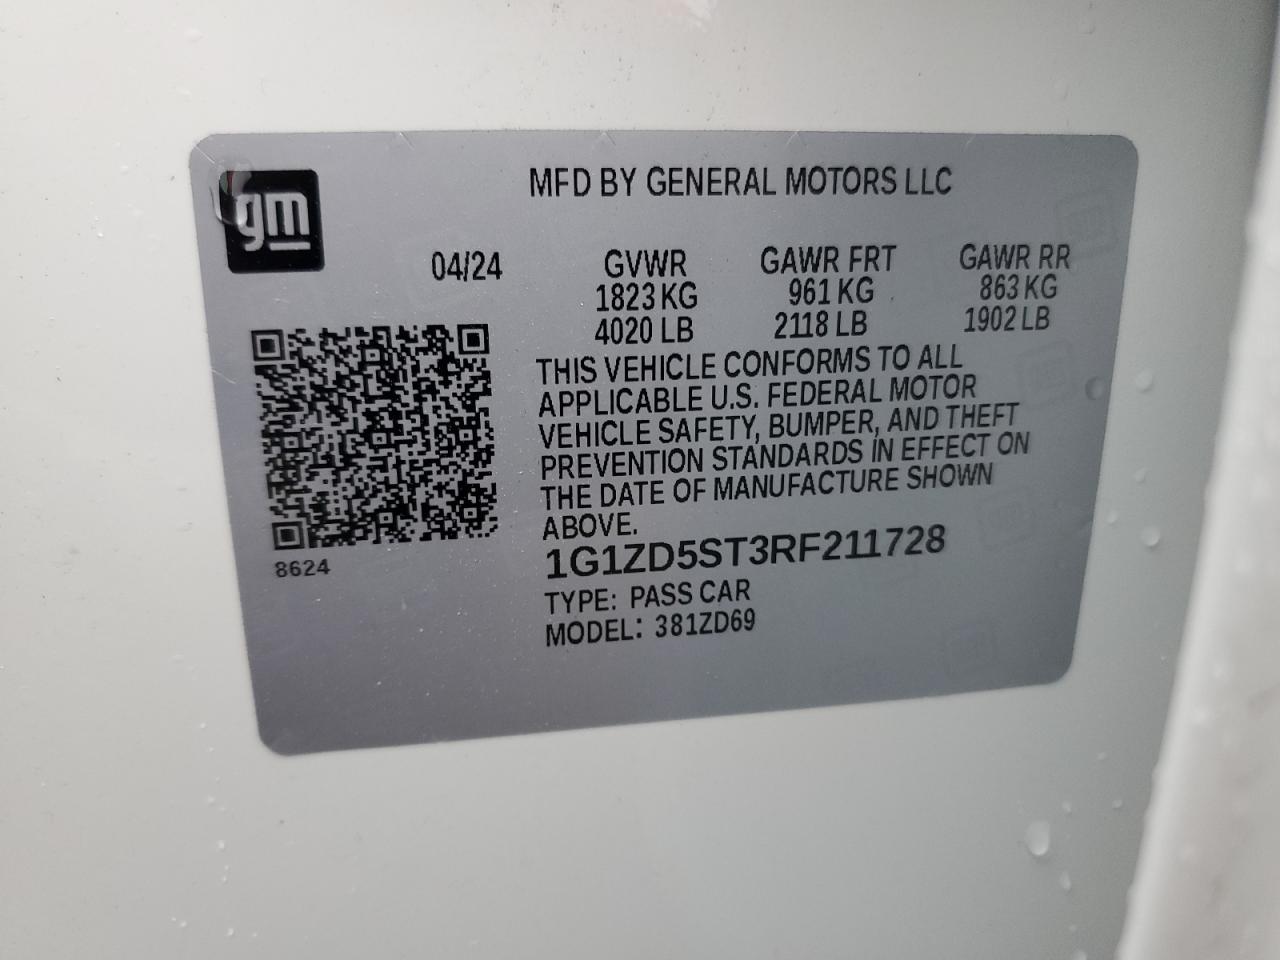 MFD BY GENERAL MOTORS LLC
gm
04/24
GVWR
1823 KG
4020 LB
GAWR FRT
961 KG
2118 LB
GAWR RR
863 KG
1902 LB
THIS VEHICLE CONFORMS TO ALL
APPLICABLE U.S. FEDERAL MOTOR
VEHICLE SAFETY, BUMPER, AND THEFT
PREVENTION STANDARDS IN EFFECT ON
THE DATE OF MANUFACTURE SHOWN
ABOVE.
8624
1G1ZD5ST3RF211728
TYPE: PASS CAR
MODEL: 381ZD69